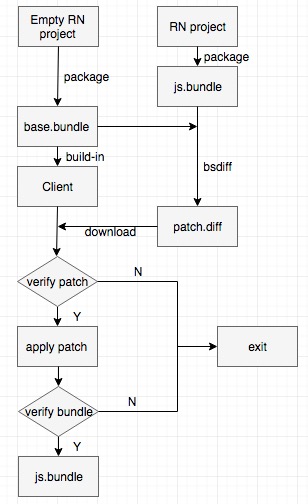 Empty RN
project
RN project
package
package
js.bundle
base.bundle
build-in
bsdiff
Client
patch.diff
download
verify patch
N
Y
apply patch
exit
verify bundle
N
Y
js.bundle